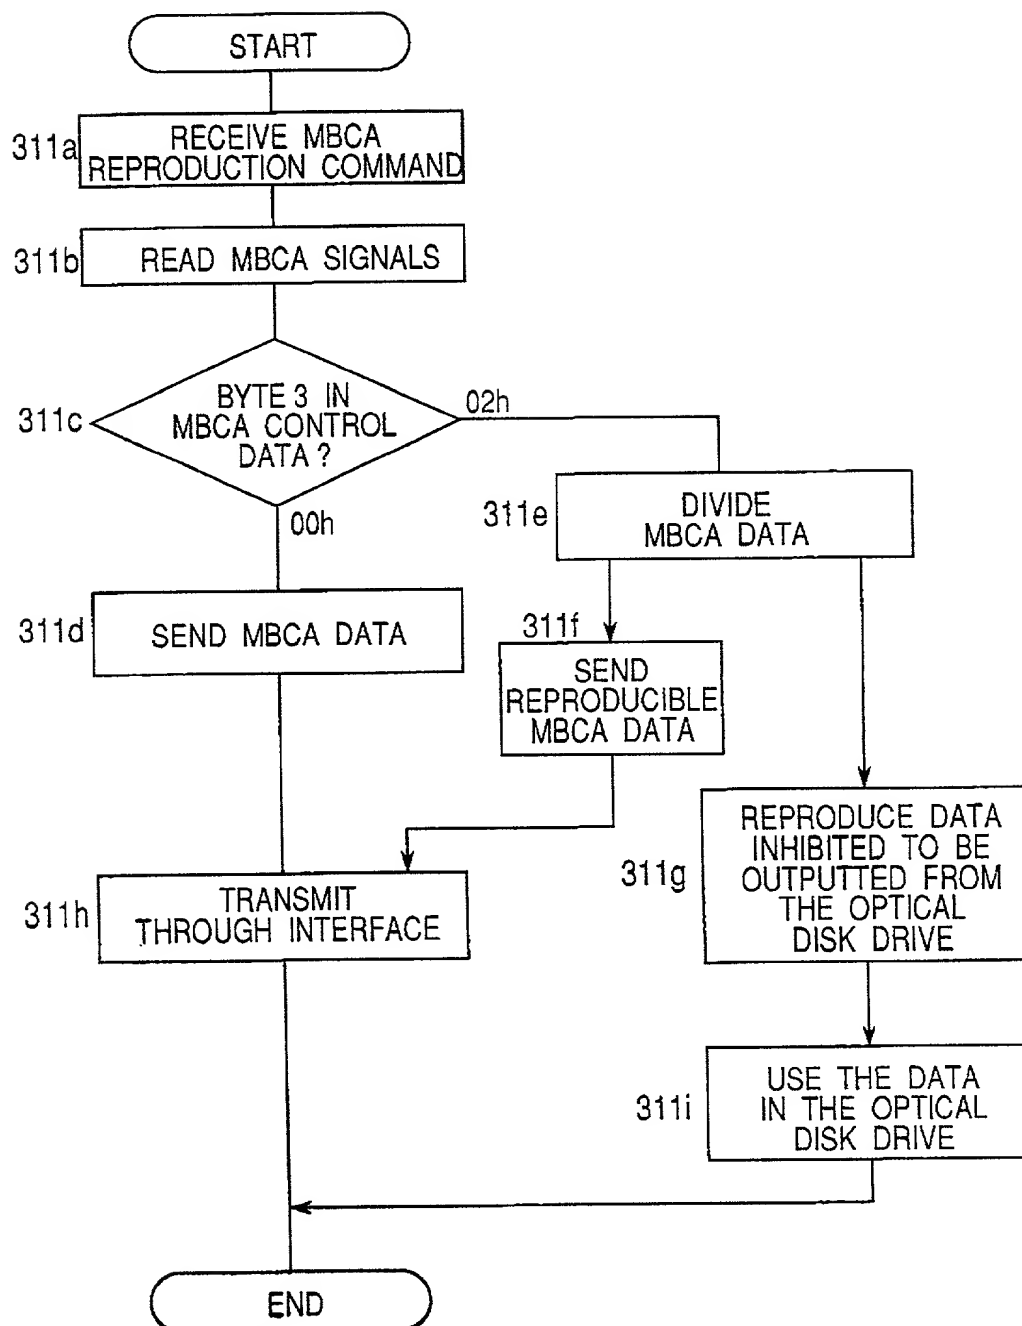 START
311a
RECEIVE MBCA
REPRODUCTION COMMAND
311b
READ MBCA SIGNALS
311c
BYTE 3 IN
MBCA CONTROL
DATA ?
02h
00h
311e
DIVIDE
MBCA DATA
311d
SEND MBCA DATA
311f
SEND
REPRODUCIBLE
MBCA DATA
311g
REPRODUCE DATA
INHIBITED TO BE
OUTPUTTED FROM
THE OPTICAL
DISK DRIVE
311h
TRANSMIT
THROUGH INTERFACE
311i
USE THE DATA
IN THE OPTICAL
DISK DRIVE
END